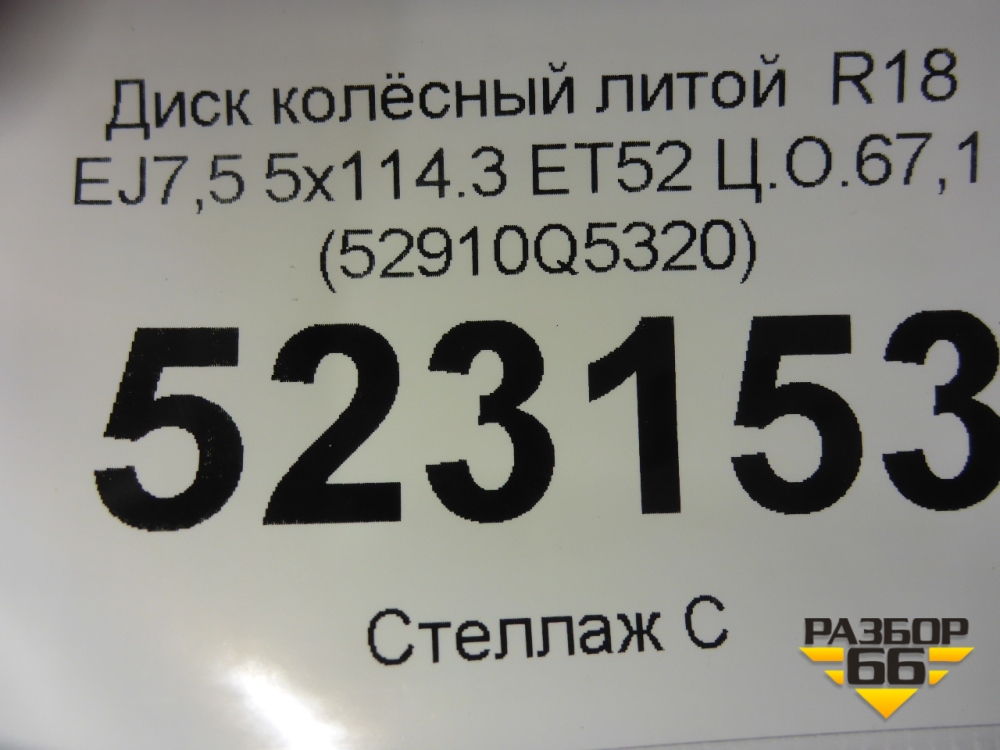 Диск колёсный литой R18
EJ7,5 5x114.3 ET52 Ц.О.67,1
(52910Q5320)
523153
Стеллаж С
РАЗБОР
66